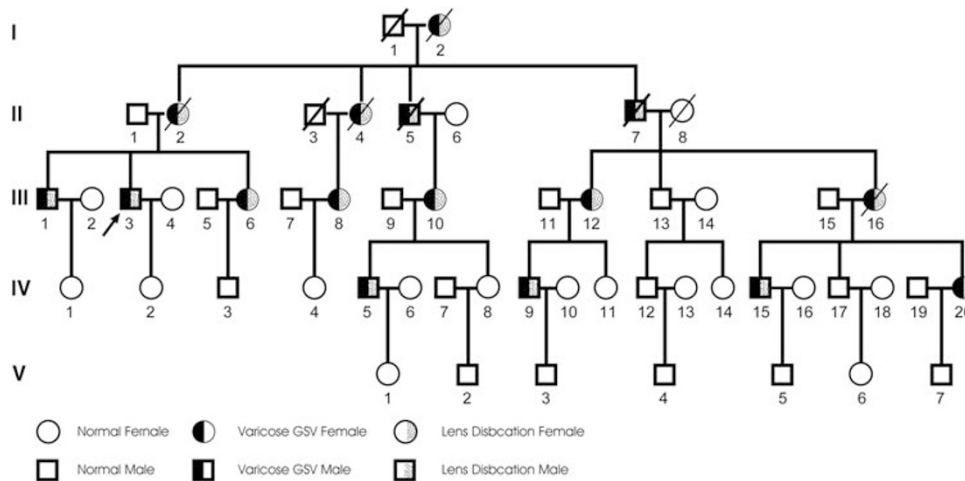 I
1 2
II
1 2 3 4 5 6 7 8
III
1 2 3 4 5 6 7 8 9 10 11 12 13 14 15 16
IV
1 2 3 4 5 6 7 8 9 10 11 12 13 14 15 16 17 18 19 20
V
1 2 3 4 5 6 7
Normal Female Varicose GSV Female Lens Disbcation Female
Normal Male Varicose GSV Male Lens Disbcation Male